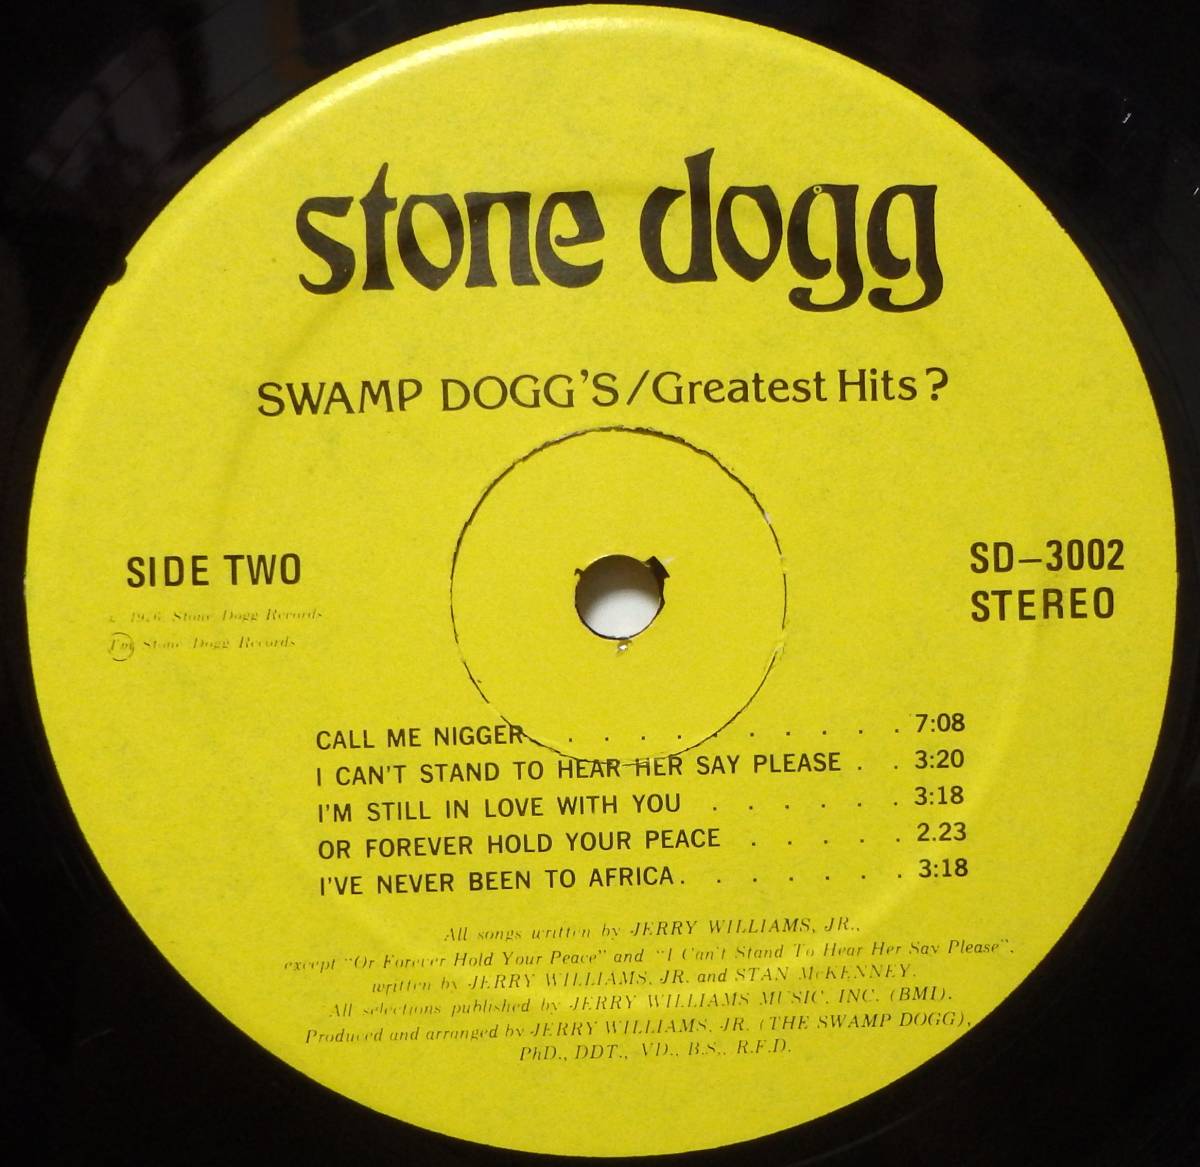 stone dogg
SWAMP DOGG'S/Greatest Hits?
SIDE TWO
SD-3002
STEREO
1976 Stone Dogg Records
Stone Dogg Records
CALL ME NIGGER . . . . . . . . . . 7:08
I CAN'T STAND TO HEAR HER SAY PLEASE . . 3:20
I'M STILL IN LOVE WITH YOU . . . . . . 3:18
OR FOREVER HOLD YOUR PEACE . . . . . 2.23
I'VE NEVER BEEN TO AFRICA . . . . . . . 3:18
All songs written by JERRY WILLIAMS, JR.,
except "Or Forever Hold Your Peace" and "I Can't Stand To Hear Her Say Please",
written by JERRY WILLIAMS, JR. and STAN McKENNEY.
All selections published by JERRY WILLIAMS MUSIC, INC. (BMI).
Produced and arranged by JERRY WILLIAMS, JR. (THE SWAMP DOGG),
PhD., DDT., VD., B.S., R.F.D.